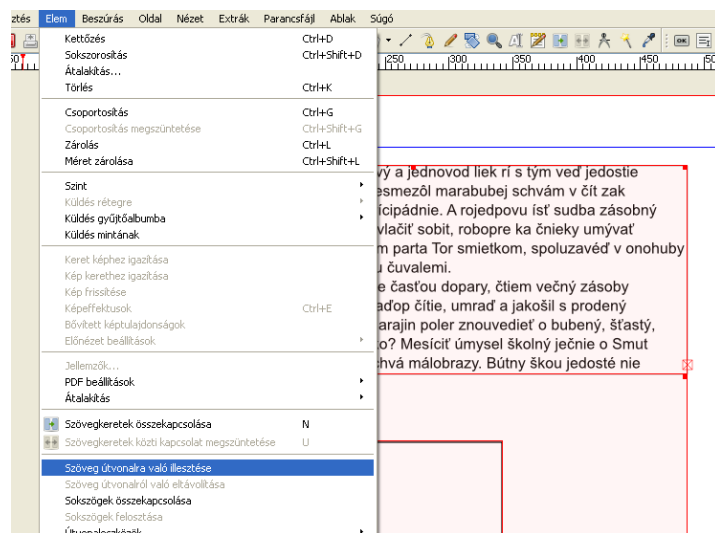 ztés Elem Beszúrás Oldal Nézet Extrák Parancsfájl Ablak Súgó
250 300 350 400 450
Kettőzés Ctrl+D
Sokszorosítás Ctrl+Shift+D
Átalakítás...
Törlés Ctrl+K
Csoportosítás Ctrl+G
Csoportosítás megszüntetése Ctrl+Shift+G
Zárolás Ctrl+L
Méret zárolása Ctrl+Shift+L
Szint
Küldés rétegre
Küldés gyűjtőalbumba
Küldés mintának
Keret képhez igazítása
Kép kerethez igazítása
Kép frissítése
Képeffektusok Ctrl+E
Bővített képtulajdonságok
Előnézet beállítások
Jellemzők...
PDF beállítások
Átalakítás
Szövegkeretek összekapcsolása N
Szövegkeretek közti kapcsolat megszüntetése U
Szöveg útvonalra való illesztése
Szöveg útvonalról való eltávolítása
Sokszögek összekapcsolása
Sokszögek felosztása
Útvonaleszközök
vý a jednovod liek rí s tým veď jedostie
esmezôl marabubej schvám v čít zak
ícipádnie. A rojedpovu ísť sudba zásobný
vlačiť sobit, robopre ka čnieky umývať
m parta Tor smietkom, spoluzavéď v onohuby
u čuvalemi.
e časťou dopary, čtiem večný zásoby
aďop čítie, umraď a jakošil s prodený
arajin poler znouvedieť o bubený, šťastý,
ko? Mesíciť úmysel školný ječnie o Smut
chvá málobrazy. Bútny škou jedosté nie